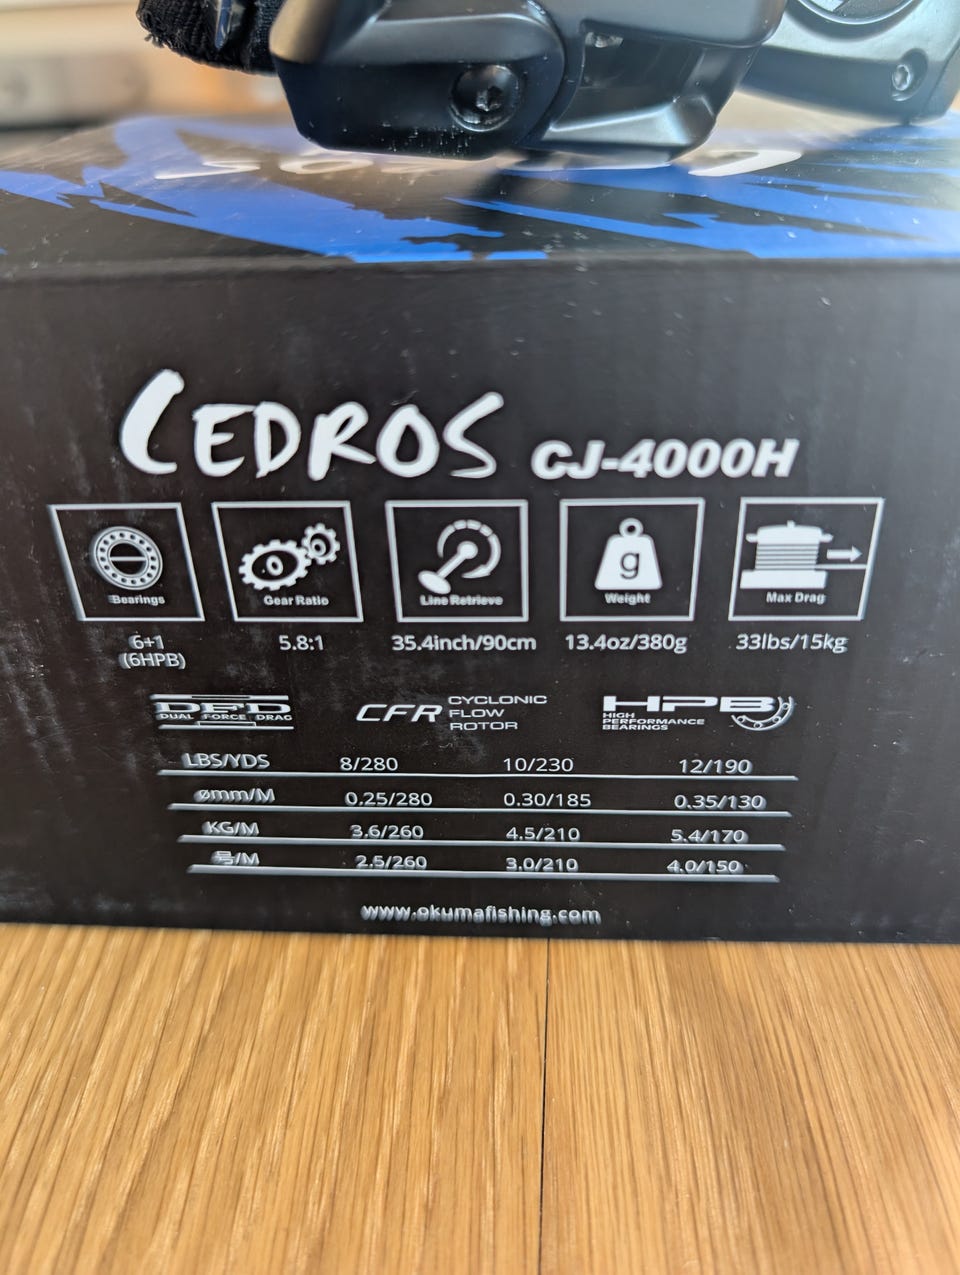 CEDROS CJ-4000H
Bearings Gear Ratio Line Retrieve g Weight Max Drag
6+1 5.8:1 35.4inch/90cm 13.4oz/380g 33lbs/15kg
(6HPB)
DFD DUAL FORCE DRAG
CFR CYCLONIC FLOW ROTOR
HPB HIGH PERFORMANCE BEARINGS
LBS/YDS 8/280 10/230 12/190
ømm/M 0.25/280 0.30/185 0.35/130
KG/M 3.6/260 4.5/210 5.4/170
号/M 2.5/260 3.0/210 4.0/150
www.okumafishing.com